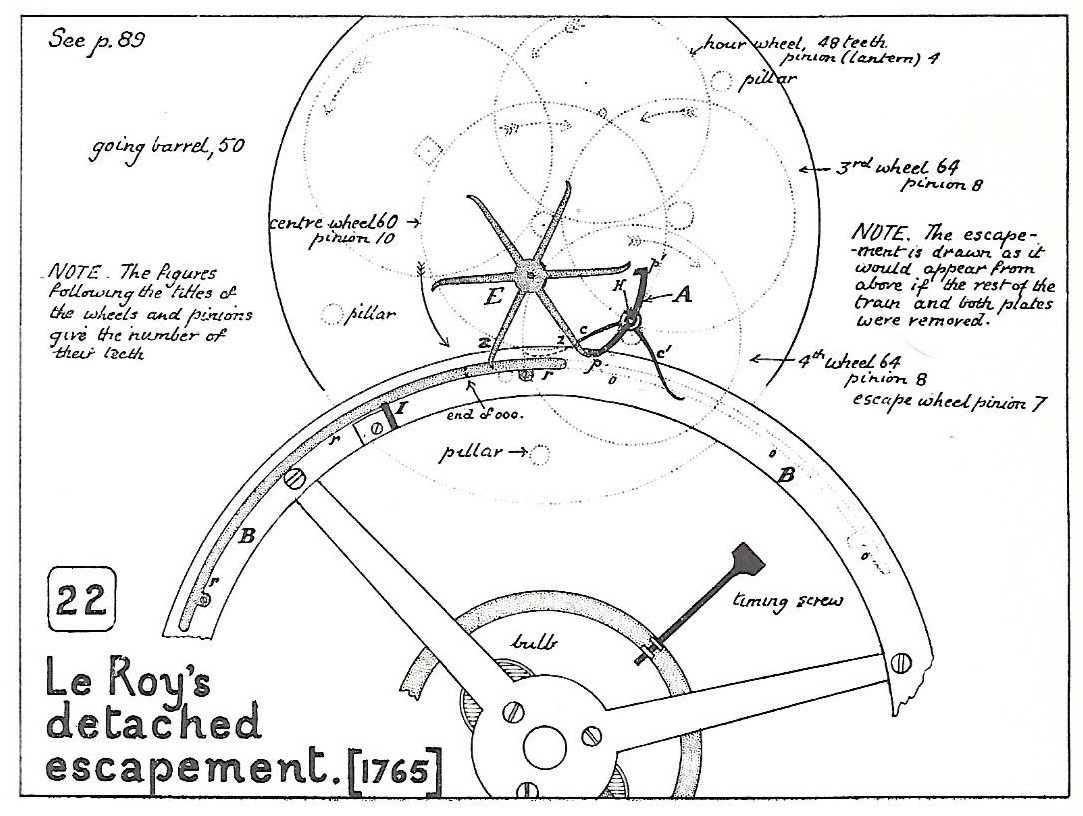 See p.89
hour wheel, 48 teeth.
pinion (lantern) 4
pillar
going barrel, 50
3rd wheel 64
pinion 8
centre wheel 60
pinion 10
NOTE. The escape-
-ment is drawn as it
would appear from
above if the rest of the
train and both plates
were removed.
NOTE. The figures
following the titles of
the wheels and pinions
give the number of
their teeth
E
H
p'
A
pillar
2
1
c
c'
p
4th wheel 64
pinion 8
escape wheel pinion 7
r
o
I
end of ooo.
r
pillar
o
B
B
o
r
22
timing screw
bulb
Le Roy's
detached
escapement. [1765]